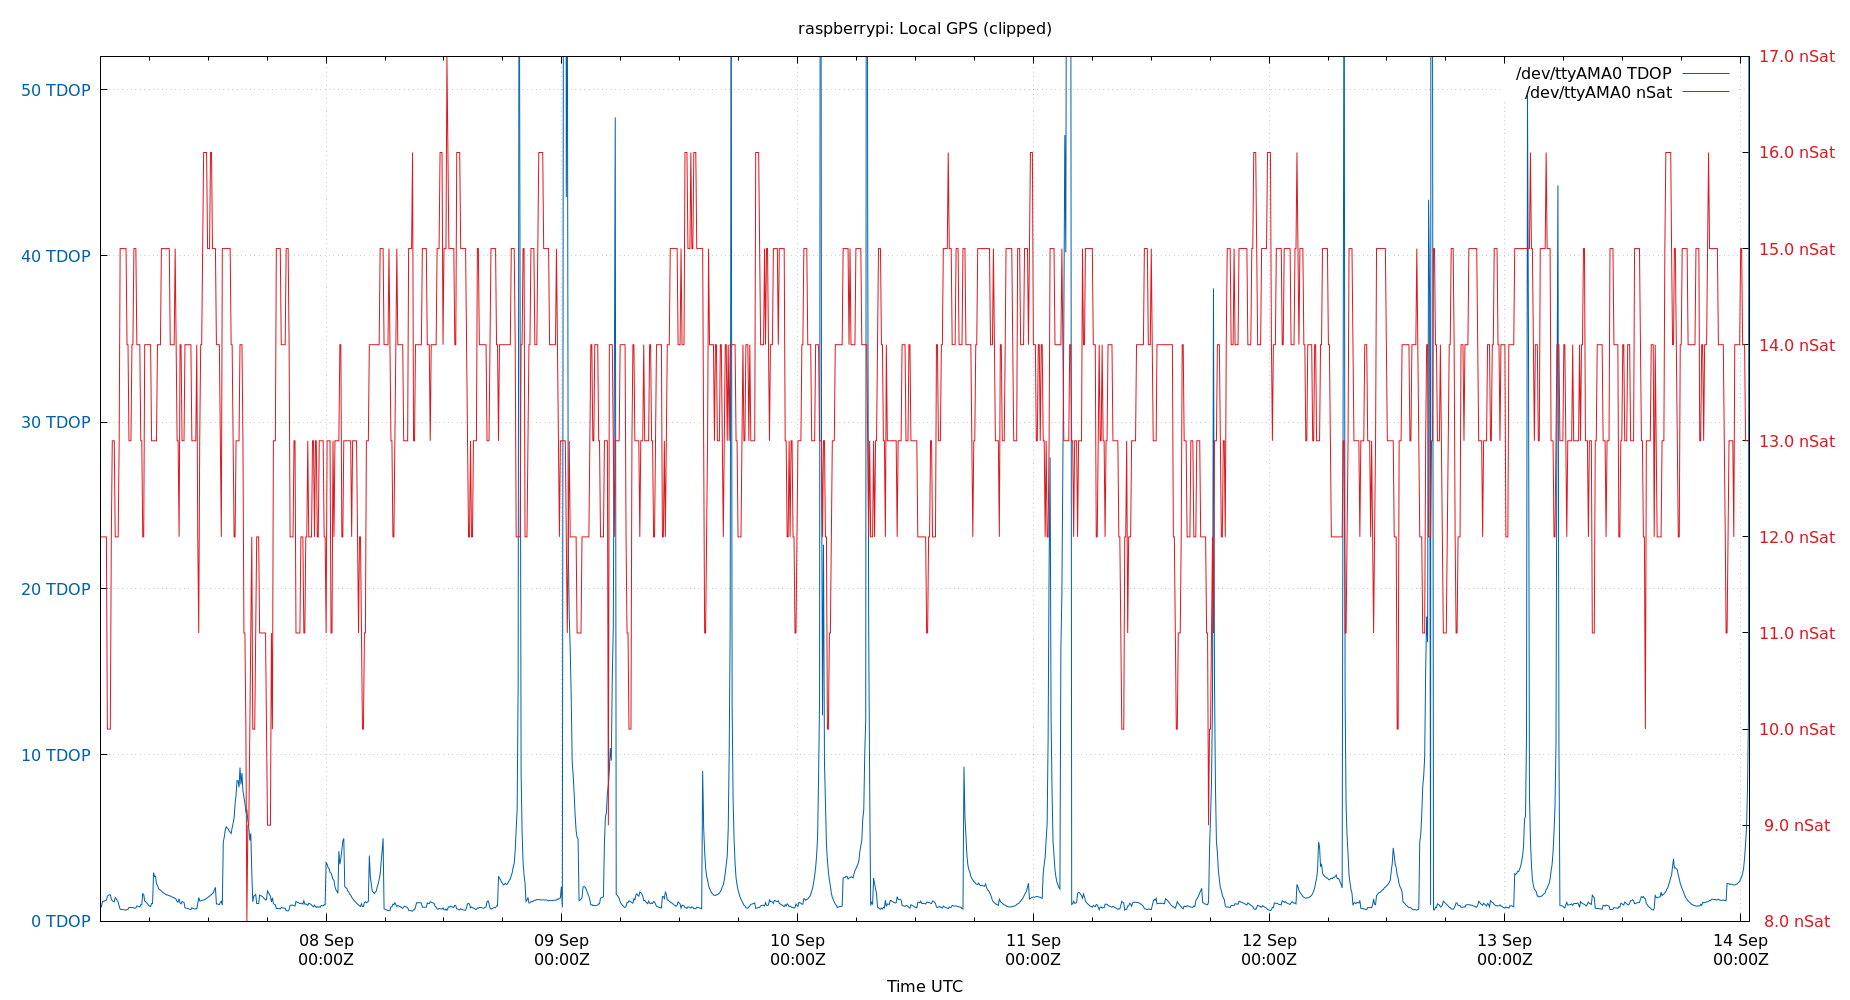 raspberrypi: Local GPS (clipped)
/dev/ttyAMA0 TDOP
/dev/ttyAMA0 nSat
50 TDOP
40 TDOP
30 TDOP
20 TDOP
10 TDOP
0 TDOP
17.0 nSat
16.0 nSat
15.0 nSat
14.0 nSat
13.0 nSat
12.0 nSat
11.0 nSat
10.0 nSat
9.0 nSat
8.0 nSat
08 Sep
00:00Z
09 Sep
00:00Z
10 Sep
00:00Z
11 Sep
00:00Z
12 Sep
00:00Z
13 Sep
00:00Z
14 Sep
00:00Z
Time UTC